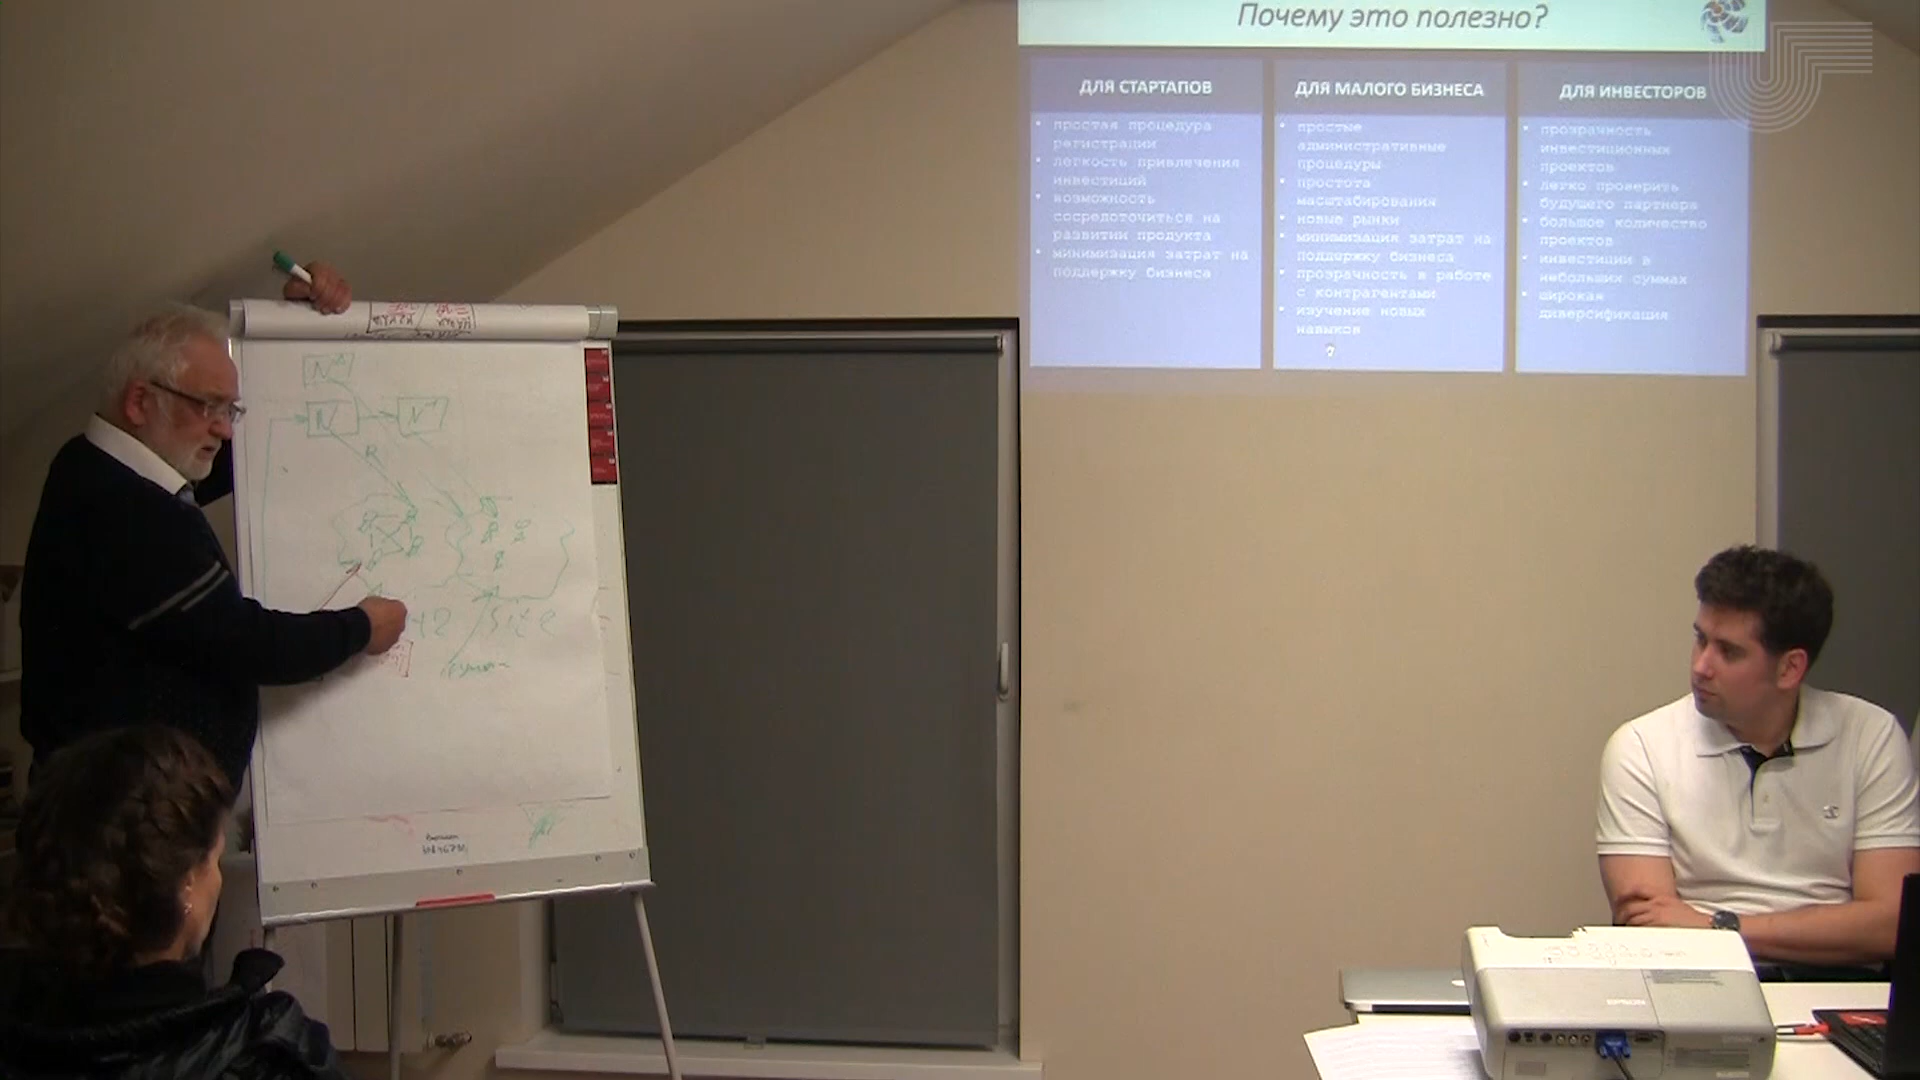 Почему это полезно?
ДЛЯ СТАРТАПОВ
• простая процедура
регистрации
• легкость привлечения
инвестиций
• возможность
сосредоточиться на
развитии продукта
• минимизация затрат на
поддержку бизнеса
ДЛЯ МАЛОГО БИЗНЕСА
• простые
административные
процедуры
• простота
масштабирования
• новые рынки
• минимизация затрат на
поддержку бизнеса
• прозрачность в работе
с контрагентами
• изучение новых
навыков
ДЛЯ ИНВЕСТОРОВ
• прозрачность
инвестиционных
проектов
• легко проверить
будущего партнера
• большое количество
проектов
• инвестиции в
небольших суммах
• широкая
диверсификация
N
EPSON